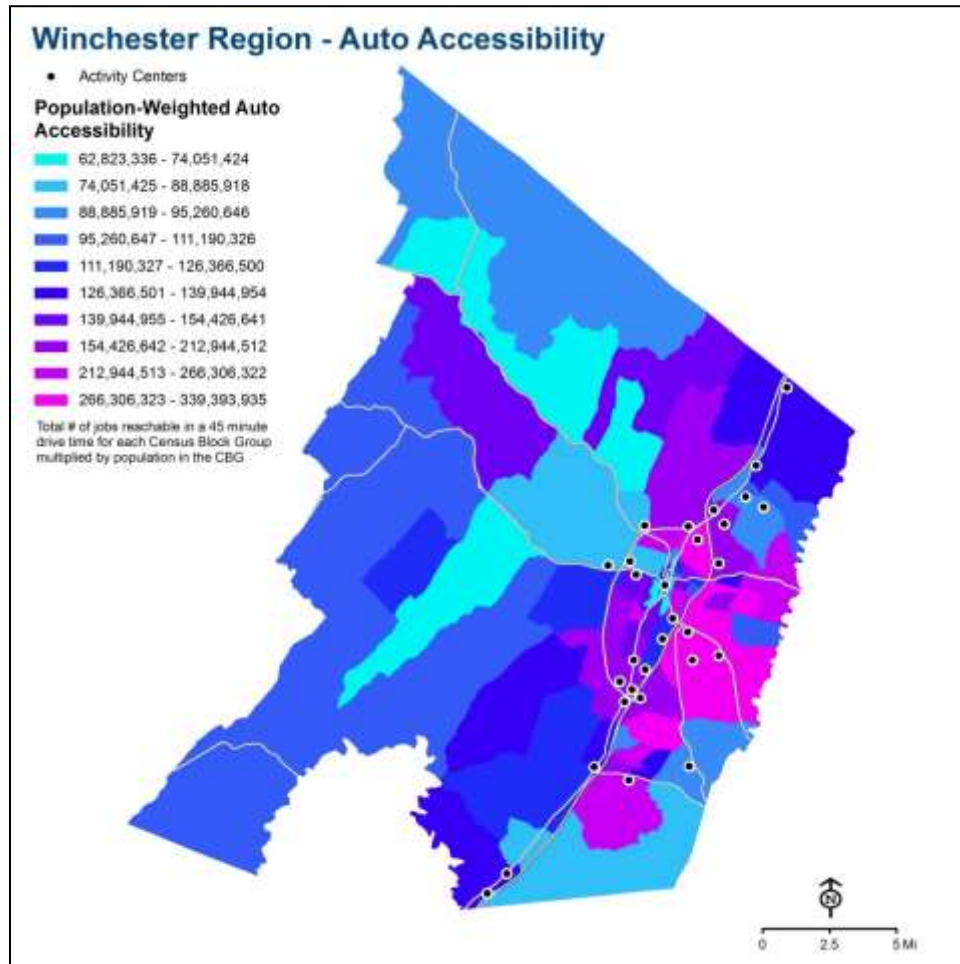 Winchester Region - Auto Accessibility
Activity Centers
Population-Weighted Auto
Accessibility
62,823,336 - 74,051,424
74,051,425 - 88,885,918
88,885,919 - 95,260,646
95,260,647 - 111,190,326
111,190,327 - 126,366,500
126,366,501 - 139,944,954
139,944,955 - 154,426,641
154,426,642 - 212,944,512
212,944,513 - 266,306,322
266,306,323 - 339,393,935
Total # of jobs reachable in a 45 minute
drive time for each Census Block Group
multiplied by population in the CBG
N
0 2.5 5 Mi